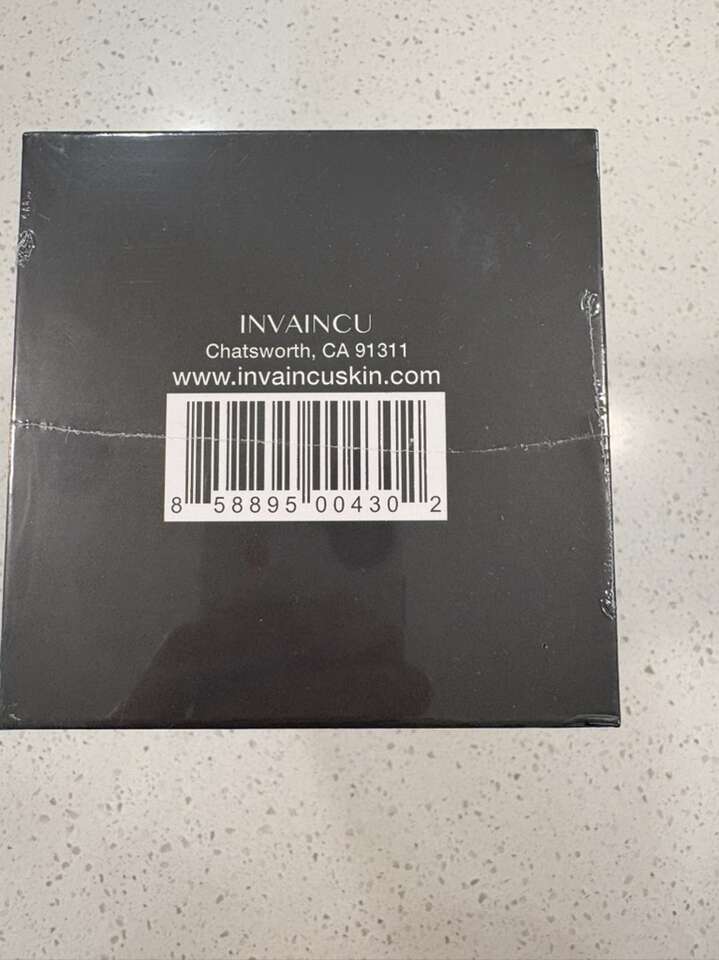 INVAINCU
Chatsworth, CA 91311
www.invaincuskin.com
8 58895 00430 2